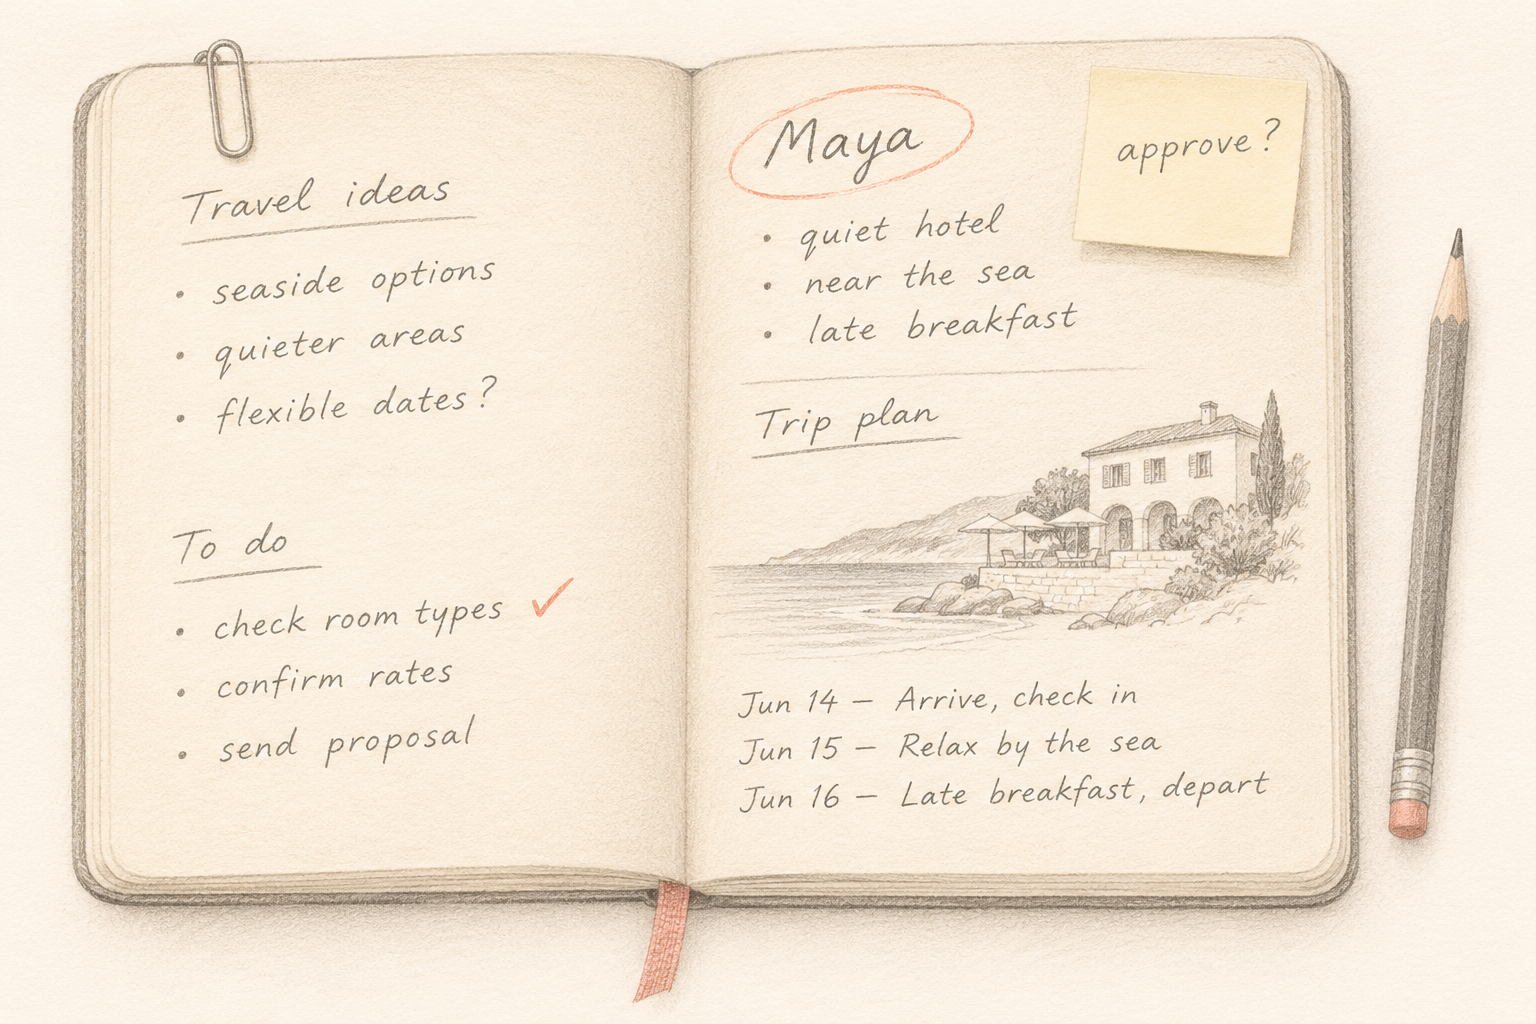 Travel ideas
• seaside options
• quieter areas
• flexible dates?
To do
• check room types ✓
• confirm rates
• send proposal
Maya
approve?
• quiet hotel
• near the sea
• late breakfast
Trip plan
Jun 14 – Arrive, check in
Jun 15 – Relax by the sea
Jun 16 – Late breakfast, depart